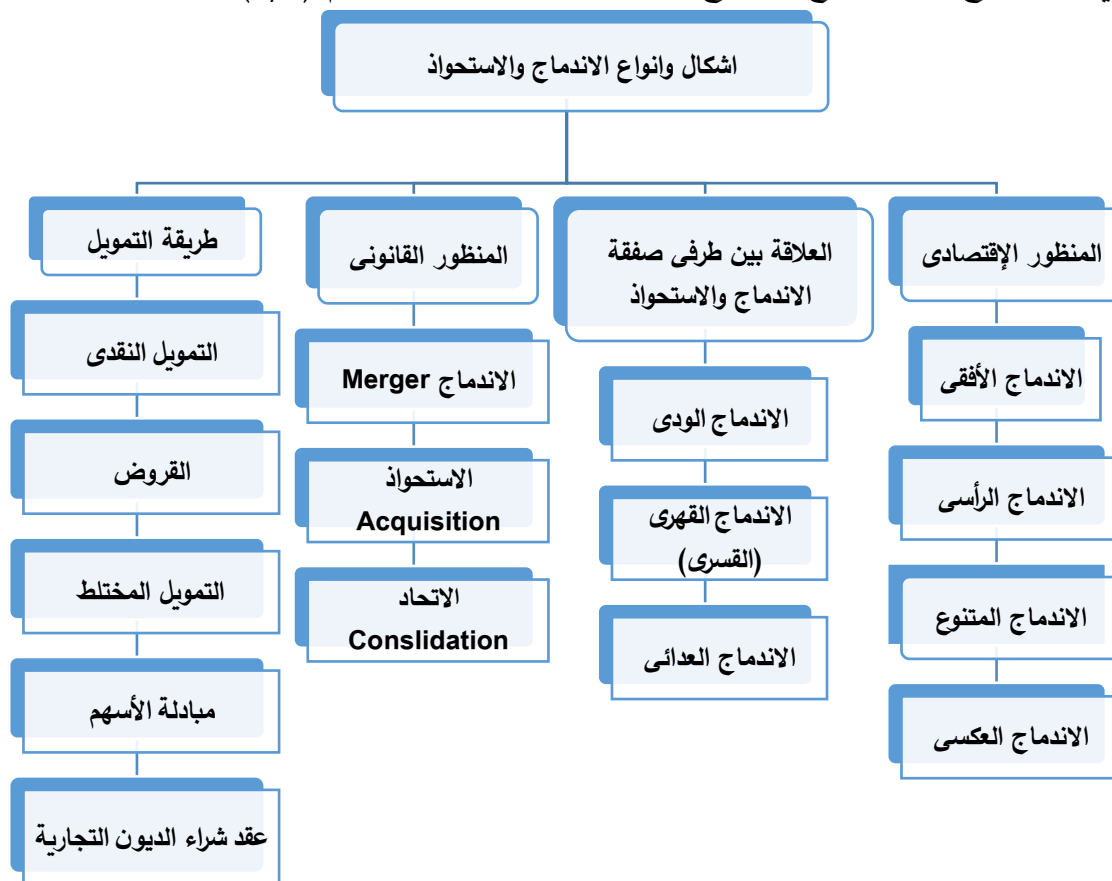 اشكال وانواع الاندماج والاستحواذ
المنظور الإقتصادى
الاندماج الأفقى
الاندماج الرأسى
الاندماج المتنوع
الاندماج العكسى
العلاقة بين طرفى صفقة
الاندماج والاستحواذ
الاندماج الودى
الاندماج القهرى
(القسرى)
الاندماج العدائى
المنظور القانونى
الاندماج Merger
الاستحواذ
Acquisition
الاتحاد
Conslidation
طريقة التمويل
التمويل النقدى
القروض
التمويل المختلط
مبادلة الأسهم
عقد شراء الديون التجارية